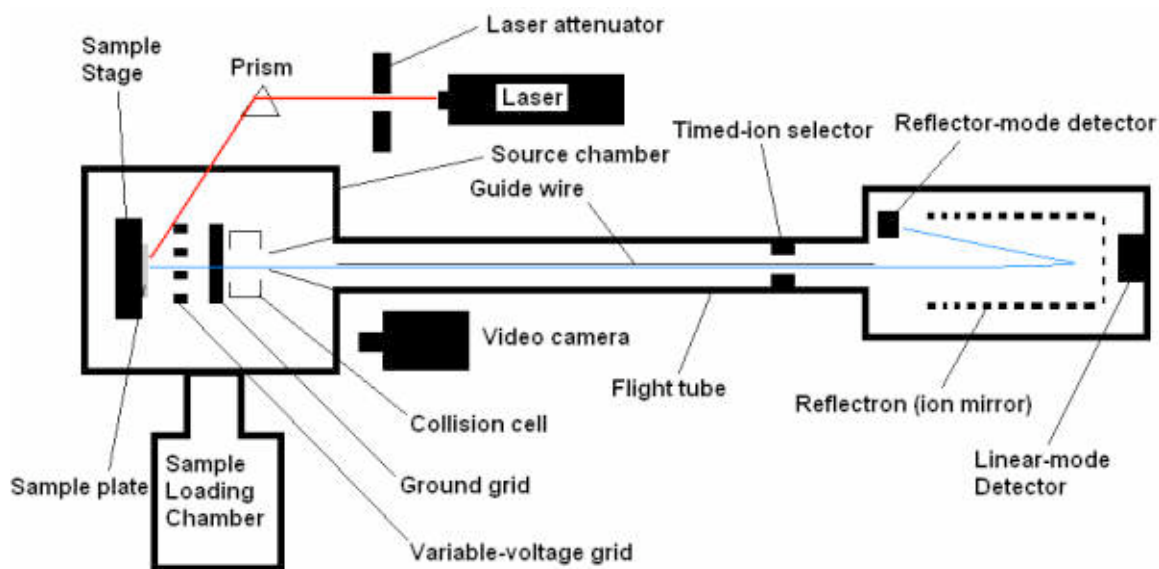 Sample
Stage
Prism
Laser attenuator
Laser
Timed-ion selector
Reflector-mode detector
Source chamber
Guide wire
Video camera
Flight tube
Reflectron (ion mirror)
Collision cell
Linear-mode
Detector
Sample plate
Sample
Loading
Chamber
Ground grid
Variable-voltage grid